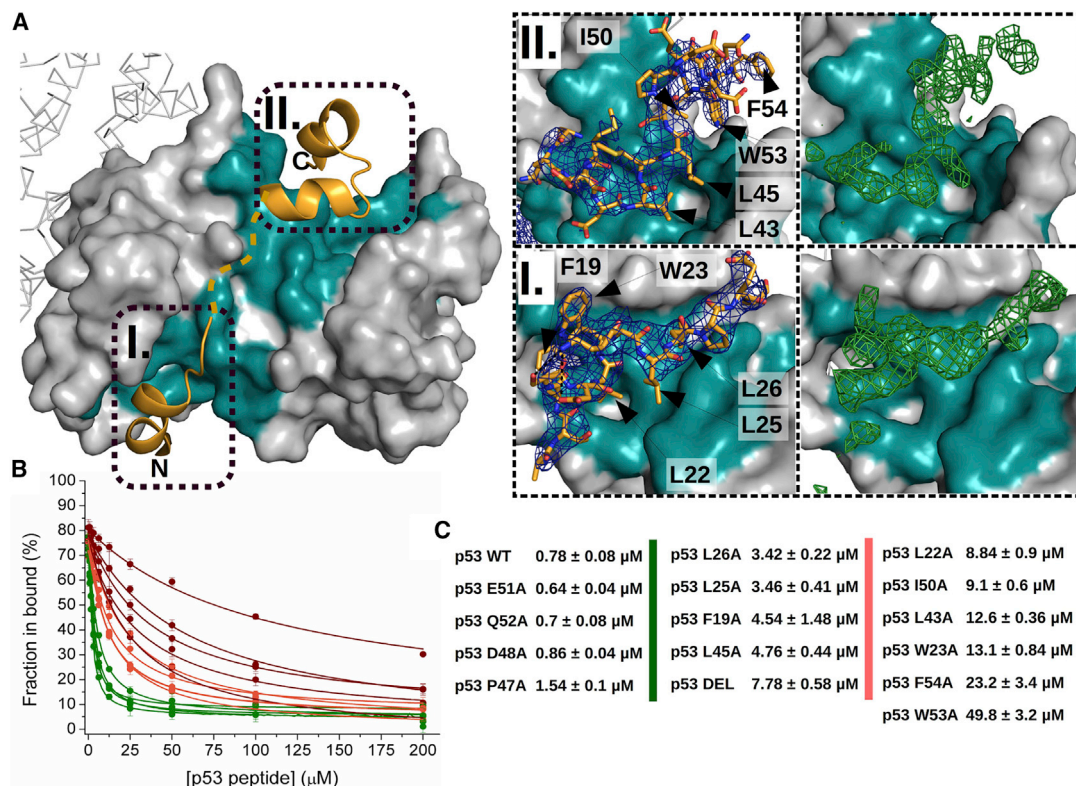 A
II.
C
I.
N
II.
I50
F54
W53
L45
L43
I.
F19
W23
L26
L25
L22
B
Fraction in bound (%)
100
90
80
70
60
50
40
30
20
10
0
0 25 50 75 100 125 150 175 200
[p53 peptide] (μM)
C
p53 WT 0.78 ± 0.08 μM
p53 E51A 0.64 ± 0.04 μM
p53 Q52A 0.7 ± 0.08 μM
p53 D48A 0.86 ± 0.04 μM
p53 P47A 1.54 ± 0.1 μM
p53 L26A 3.42 ± 0.22 μM
p53 L25A 3.46 ± 0.41 μM
p53 F19A 4.54 ± 1.48 μM
p53 L45A 4.76 ± 0.44 μM
p53 DEL 7.78 ± 0.58 μM
p53 L22A 8.84 ± 0.9 μM
p53 I50A 9.1 ± 0.6 μM
p53 L43A 12.6 ± 0.36 μM
p53 W23A 13.1 ± 0.84 μM
p53 F54A 23.2 ± 3.4 μM
p53 W53A 49.8 ± 3.2 μM